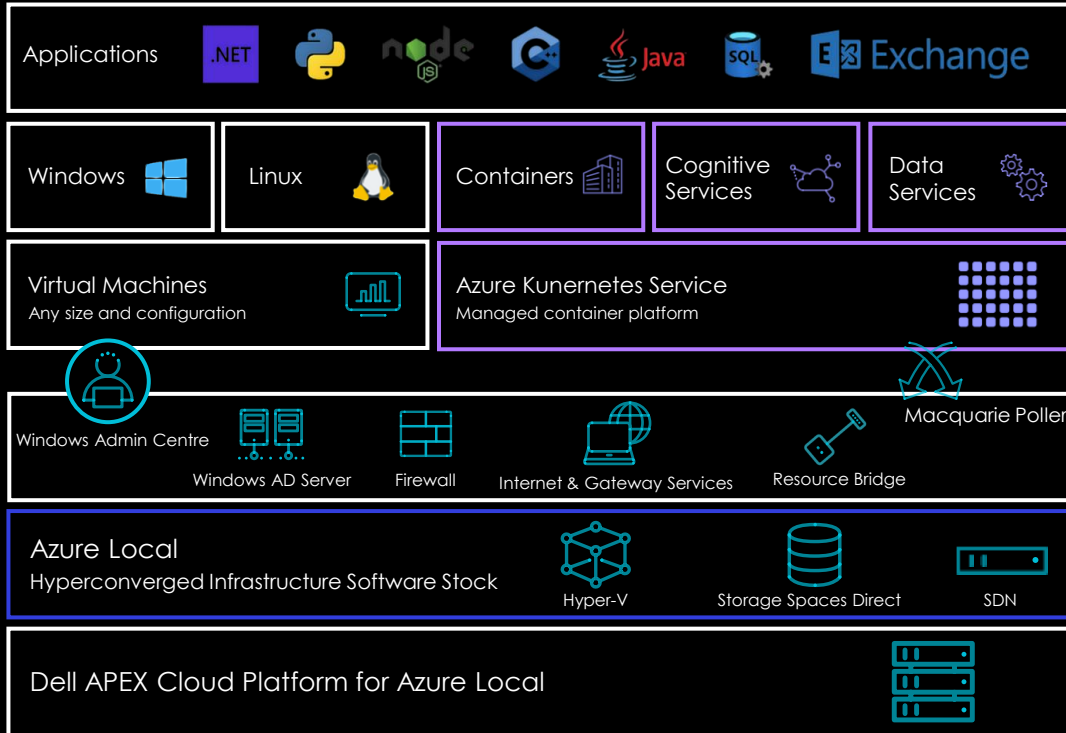 Applications
.NET
node
JS
C++
Java
SQL
E Exchange
Windows
Linux
Containers
Cognitive
Services
Data
Services
Virtual Machines
Any size and configuration
Azure Kunernetes Service
Managed container platform
Windows Admin Centre
Windows AD Server
Firewall
Internet & Gateway Services
Resource Bridge
Macquarie Poller
Azure Local
Hyperconverged Infrastructure Software Stock
Hyper-V
Storage Spaces Direct
SDN
Dell APEX Cloud Platform for Azure Local